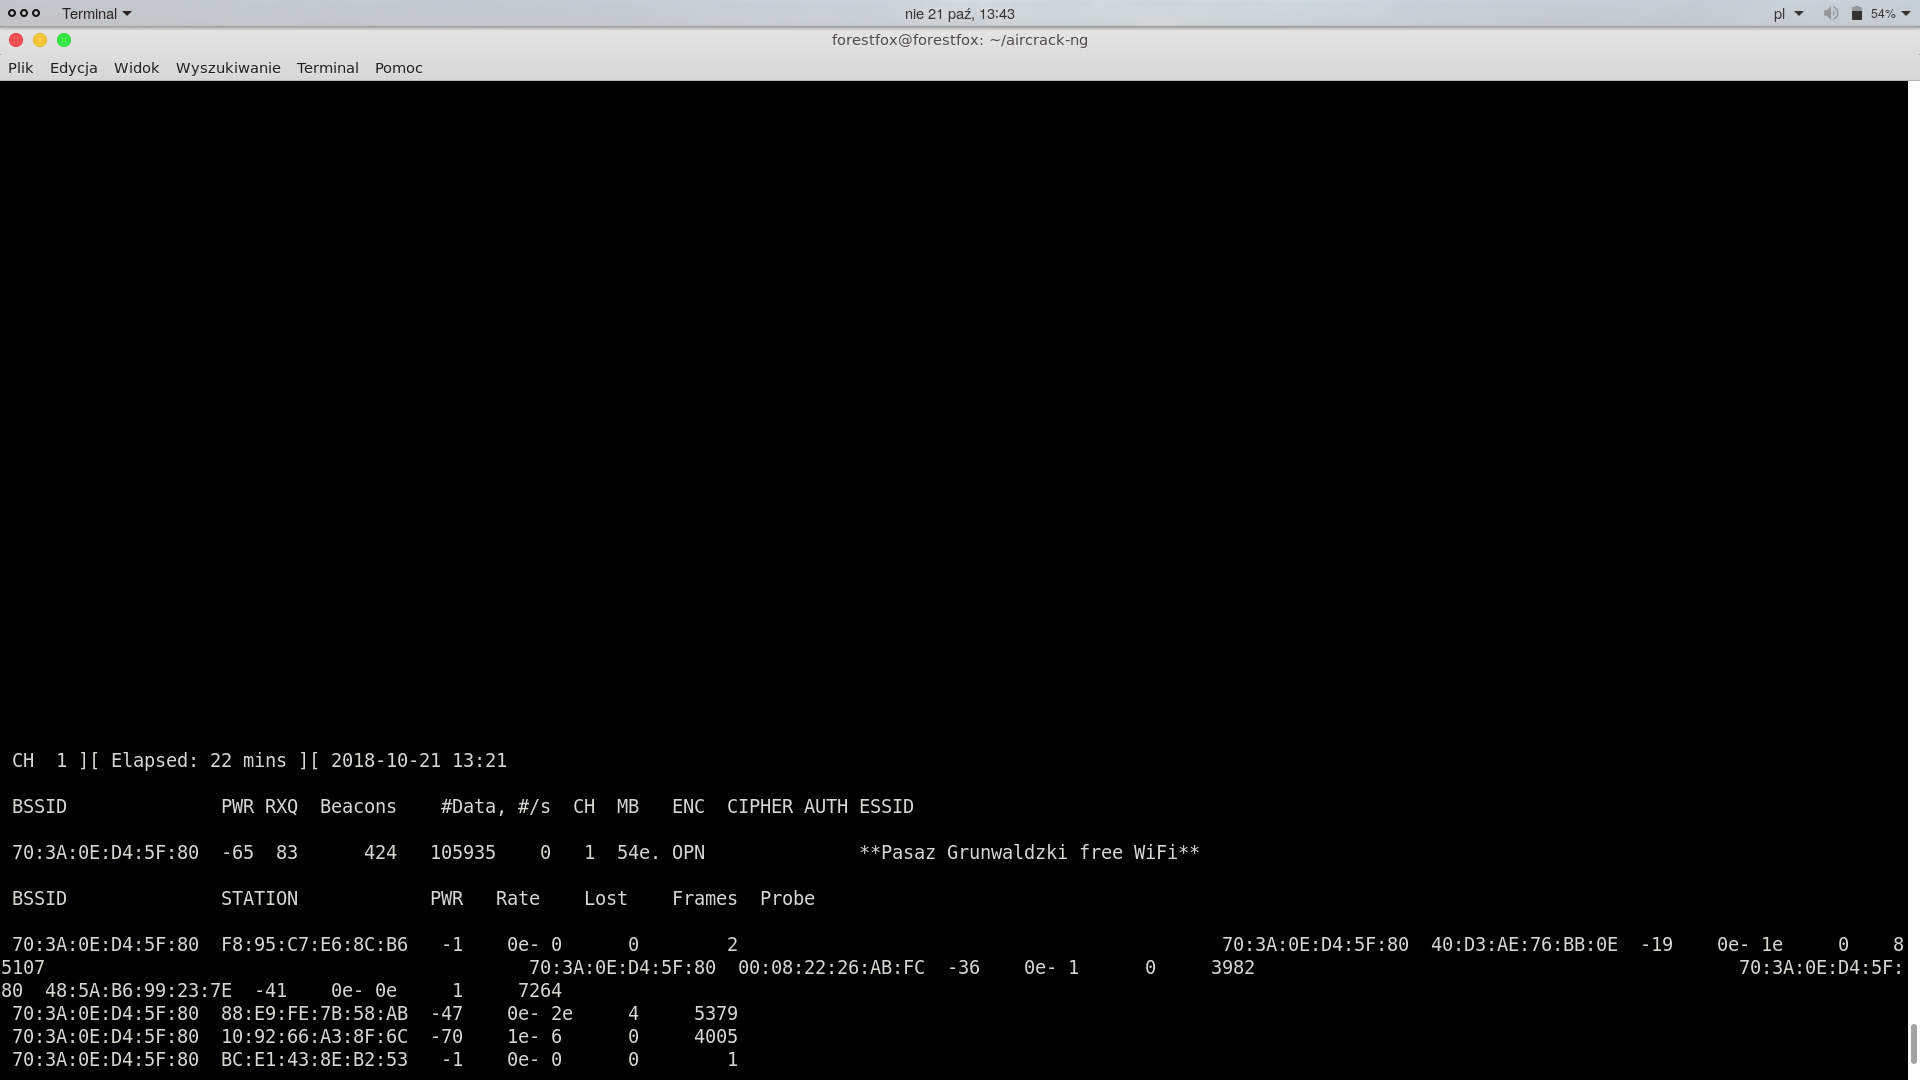 Terminal nie 21 paź, 13:43 pl 54%
forestfox@forestfox: ~/aircrack-ng
Plik Edycja Widok Wyszukiwanie Terminal Pomoc
CH 1 ][ Elapsed: 22 mins ][ 2018-10-21 13:21
BSSID PWR RXQ Beacons #Data, #/s CH MB ENC CIPHER AUTH ESSID
70:3A:0E:D4:5F:80 -65 83 424 105935 0 1 54e. OPN **Pasaz Grunwaldzki free WiFi**
BSSID STATION PWR Rate Lost Frames Probe
70:3A:0E:D4:5F:80 F8:95:C7:E6:8C:B6 -1 0e- 0 0 2 70:3A:0E:D4:5F:80 40:D3:AE:76:BB:0E -19 0e- 1e 0 8
5107 70:3A:0E:D4:5F:80 00:08:22:26:AB:FC -36 0e- 1 0 3982 70:3A:0E:D4:5F:
80 48:5A:B6:99:23:7E -41 0e- 0e 1 7264
70:3A:0E:D4:5F:80 88:E9:FE:7B:58:AB -47 0e- 2e 4 5379
70:3A:0E:D4:5F:80 10:92:66:A3:8F:6C -70 1e- 6 0 4005
70:3A:0E:D4:5F:80 BC:E1:43:8E:B2:53 -1 0e- 0 0 1